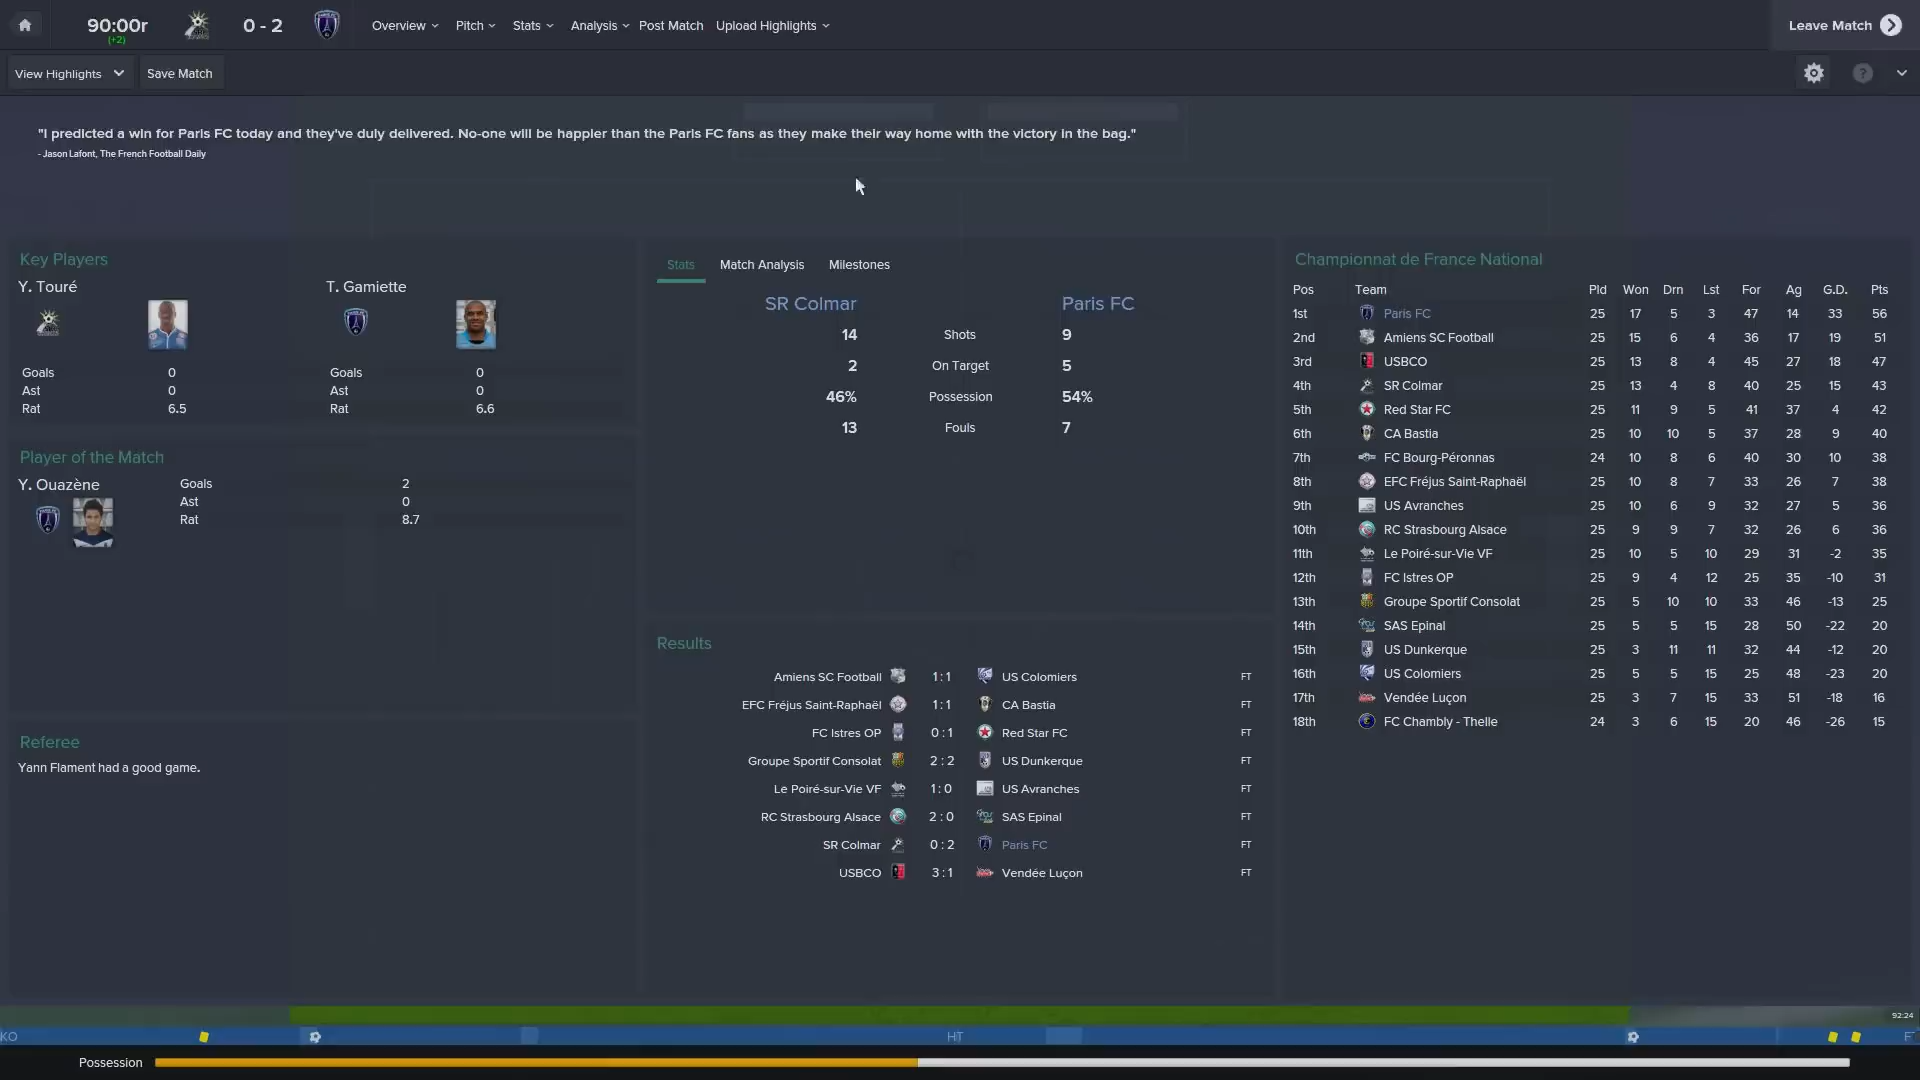 90:00r
(+2)
0 - 2
Overview
Pitch
Stats
Analysis
Post Match
Upload Highlights
Leave Match
View Highlights
Save Match
?
"I predicted a win for Paris FC today and they've duly delivered. No-one will be happier than the Paris FC fans as they make their way home with the victory in the bag."
- Jason Lafont, The French Football Daily
Key Players
Y. Touré
T. Gamiette
Goals 0 Goals 0
Ast 0 Ast 0
Rat 6.5 Rat 6.6
Player of the Match
Y. Ouazène
Goals 2
Ast 0
Rat 8.7
Referee
Yann Flament had a good game.
Stats Match Analysis Milestones
SR Colmar Paris FC
14 Shots 9
2 On Target 5
46% Possession 54%
13 Fouls 7
Results
Amiens SC Football 1:1 US Colomiers FT
EFC Fréjus Saint-Raphaël 1:1 CA Bastia FT
FC Istres OP 0:1 Red Star FC FT
Groupe Sportif Consolat 2:2 US Dunkerque FT
Le Poiré-sur-Vie VF 1:0 US Avranches FT
RC Strasbourg Alsace 2:0 SAS Epinal FT
SR Colmar 0:2 Paris FC FT
USBCO 3:1 Vendée Luçon FT
Championnat de France National
Pos Team Pld Won Drn Lst For Ag G.D. Pts
1st Paris FC 25 17 5 3 47 14 33 56
2nd Amiens SC Football 25 15 6 4 36 17 19 51
3rd USBCO 25 13 8 4 45 27 18 47
4th SR Colmar 25 13 4 8 40 25 15 43
5th Red Star FC 25 11 9 5 41 37 4 42
6th CA Bastia 25 10 10 5 37 28 9 40
7th FC Bourg-Péronnas 24 10 8 6 40 30 10 38
8th EFC Fréjus Saint-Raphaël 25 10 8 7 33 26 7 38
9th US Avranches 25 10 6 9 32 27 5 36
10th RC Strasbourg Alsace 25 9 9 7 32 26 6 36
11th Le Poiré-sur-Vie VF 25 10 5 10 29 31 -2 35
12th FC Istres OP 25 9 4 12 25 35 -10 31
13th Groupe Sportif Consolat 25 5 10 10 33 46 -13 25
14th SAS Epinal 25 5 5 15 28 50 -22 20
15th US Dunkerque 25 3 11 11 32 44 -12 20
16th US Colomiers 25 5 5 15 25 48 -23 20
17th Vendée Luçon 25 3 7 15 33 51 -18 16
18th FC Chambly - Thelle 24 3 6 15 20 46 -26 15
92:24
KO HT
Possession